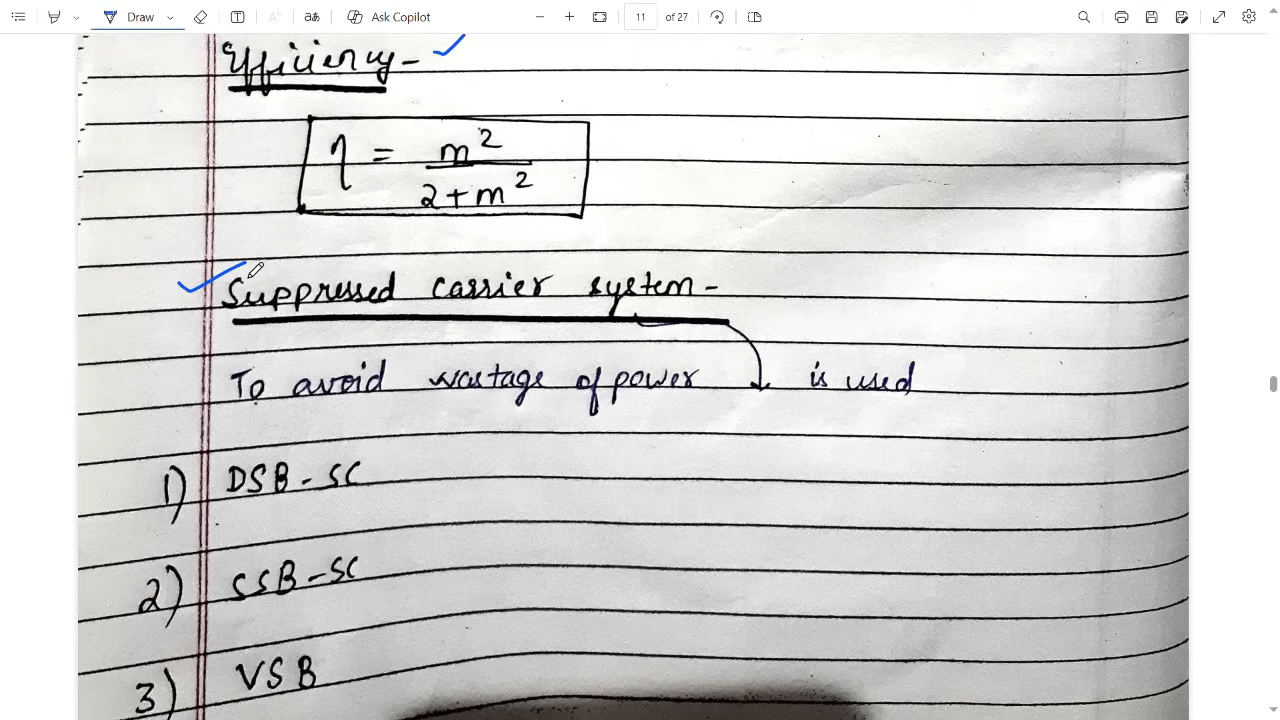 Draw
Ask Copilot
11 of 27
Efficiency-
η = m²/2+m²
Suppressed carrier system-
To avoid wastage of power is used
1) DSB-SC
2) SSB-SC
3) VSB